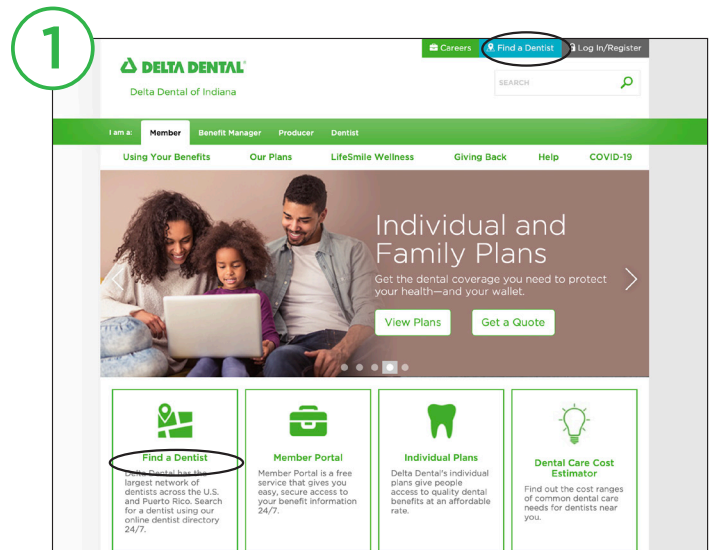 1
Careers
Find a Dentist
Log In/Register
DELTA DENTAL®
Delta Dental of Indiana
SEARCH
I am a:
Member
Benefit Manager
Producer
Dentist
Using Your Benefits
Our Plans
LifeSmile Wellness
Giving Back
Help
COVID-19
Individual and
Family Plans
Get the dental coverage you need to protect
your health—and your wallet.
View Plans
Get a Quote
Find a Dentist
Delta Dental has the
largest network of
dentists across the U.S.
and Puerto Rico. Search
for a dentist using our
online dentist directory
24/7.
Member Portal
Member Portal is a free
service that gives you
easy, secure access to
your benefit information
24/7.
Individual Plans
Delta Dental's individual
plans give people
access to quality dental
benefits at an affordable
rate.
Dental Care Cost
Estimator
Find out the cost ranges
of common dental care
needs for dentists near
you.